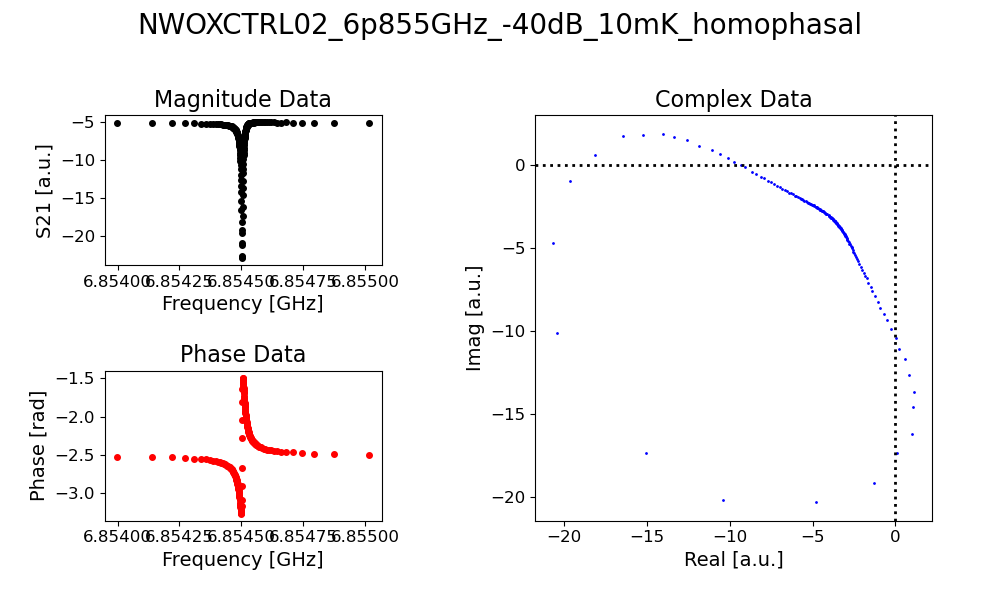 NWOXCTRL02_6p855GHz_-40dB_10mK_homophasal
Magnitude Data
S21 [a.u.]
−5
−10
−15
−20
6.85400 6.85425 6.85450 6.85475 6.85500
Frequency [GHz]
Phase Data
Phase [rad]
−1.5
−2.0
−2.5
−3.0
6.85400 6.85425 6.85450 6.85475 6.85500
Frequency [GHz]
Complex Data
Imag [a.u.]
0
−5
−10
−15
−20
−20 −15 −10 −5 0
Real [a.u.]